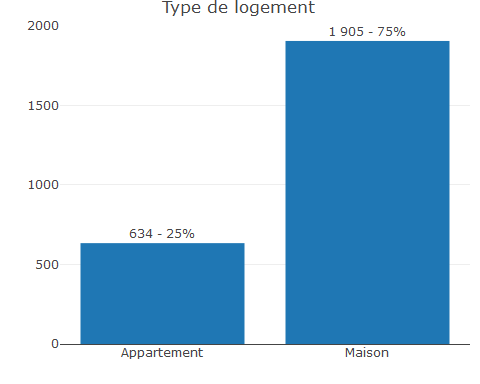 Type de logement
2000
1 905 - 75%
1500
1000
634 - 25%
500
0
Appartement
Maison